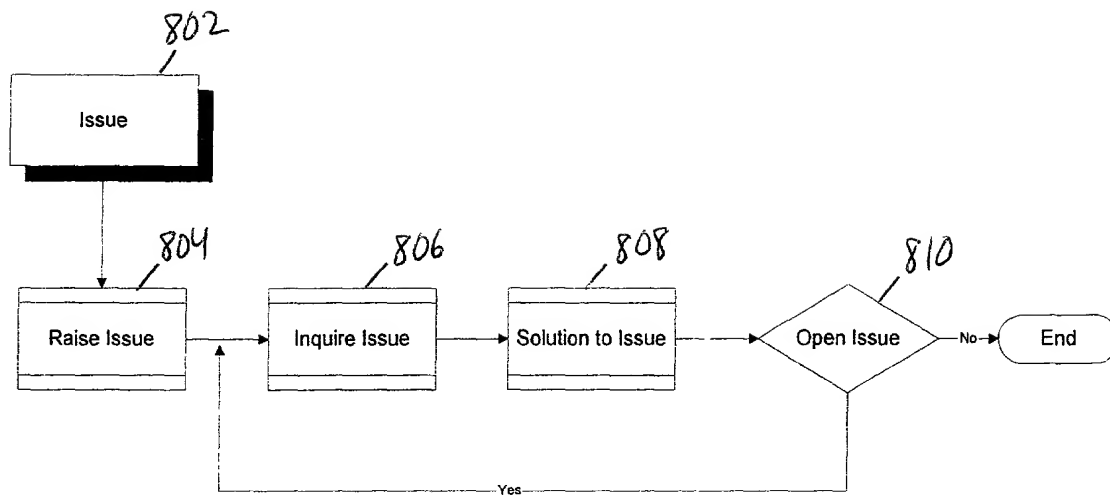 802
Issue
804
806
808
810
Raise Issue
Inquire Issue
Solution to Issue
Open Issue
No
End
Yes